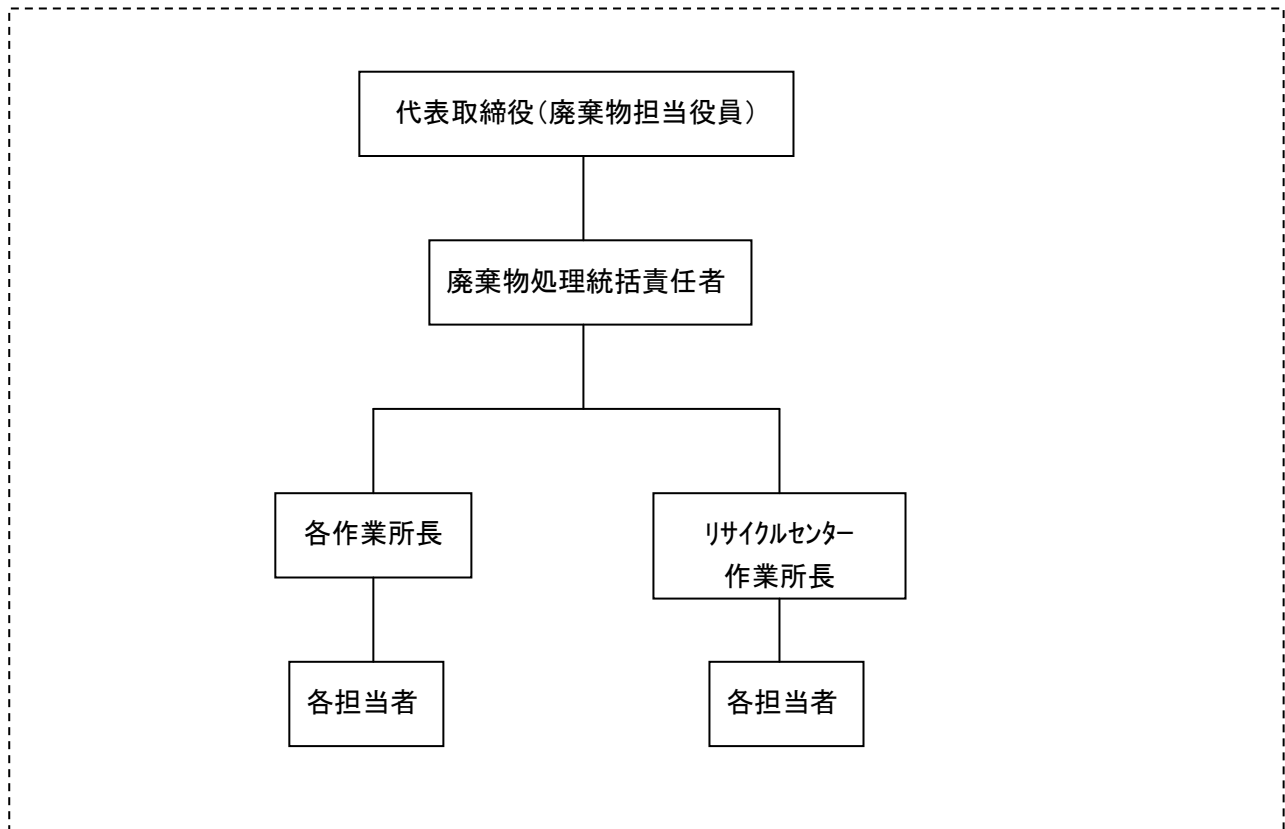 代表取締役（廃棄物担当役員）
廃棄物処理統括責任者
各作業所長
ﾘｻｲｸﾙｾﾝﾀｰ
作業所長
各担当者
各担当者